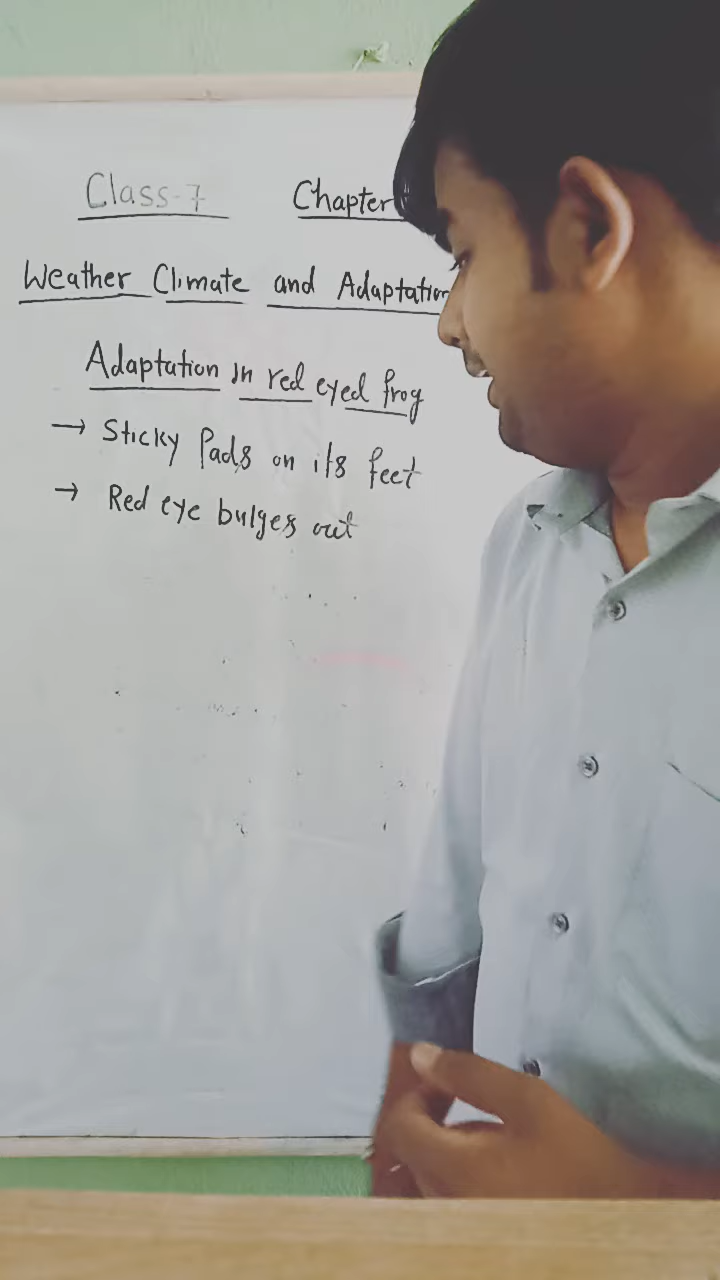 Class-7 Chapter
Weather Climate and Adaptation
Adaptation in red eyed frog
→ Sticky Pads on its feet
→ Red eye bulges out